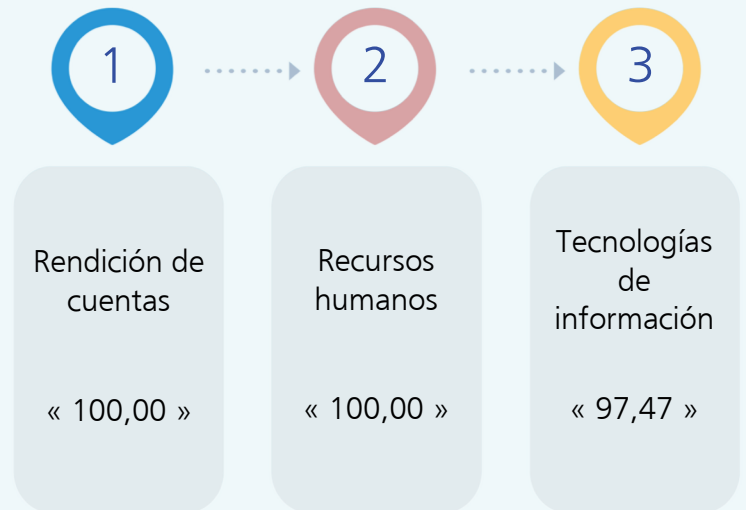 1
2
3
Rendición de
cuentas
« 100,00 »
Recursos
humanos
« 100,00 »
Tecnologías
de
información
« 97,47 »